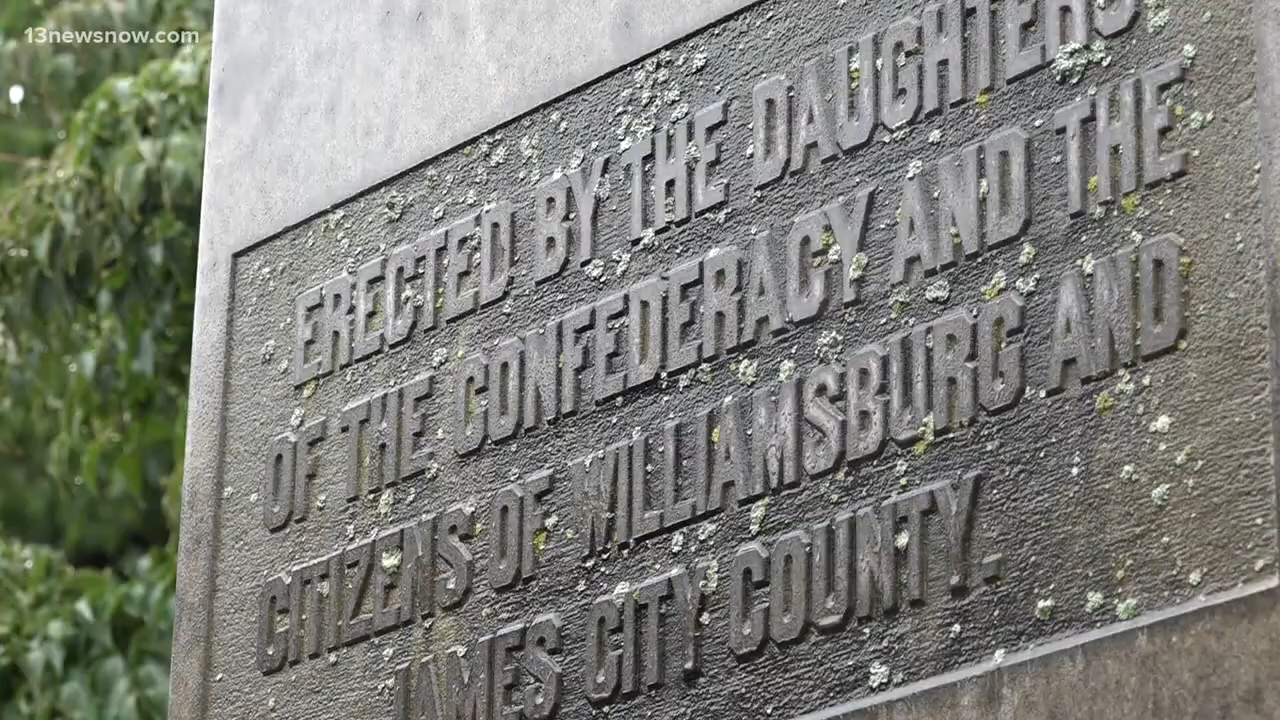 13newsnow.com
ERECTED BY THE DAUGHTERS
OF THE CONFEDERACY AND THE
CITIZENS OF WILLIAMSBURG AND
JAMES CITY COUNTY.